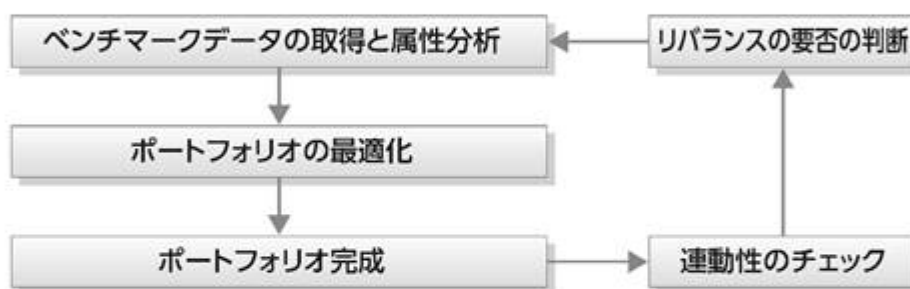 ベンチマークデータの取得と属性分析
リバランスの要否の判断
ポートフォリオの最適化
ポートフォリオ完成
連動性のチェック